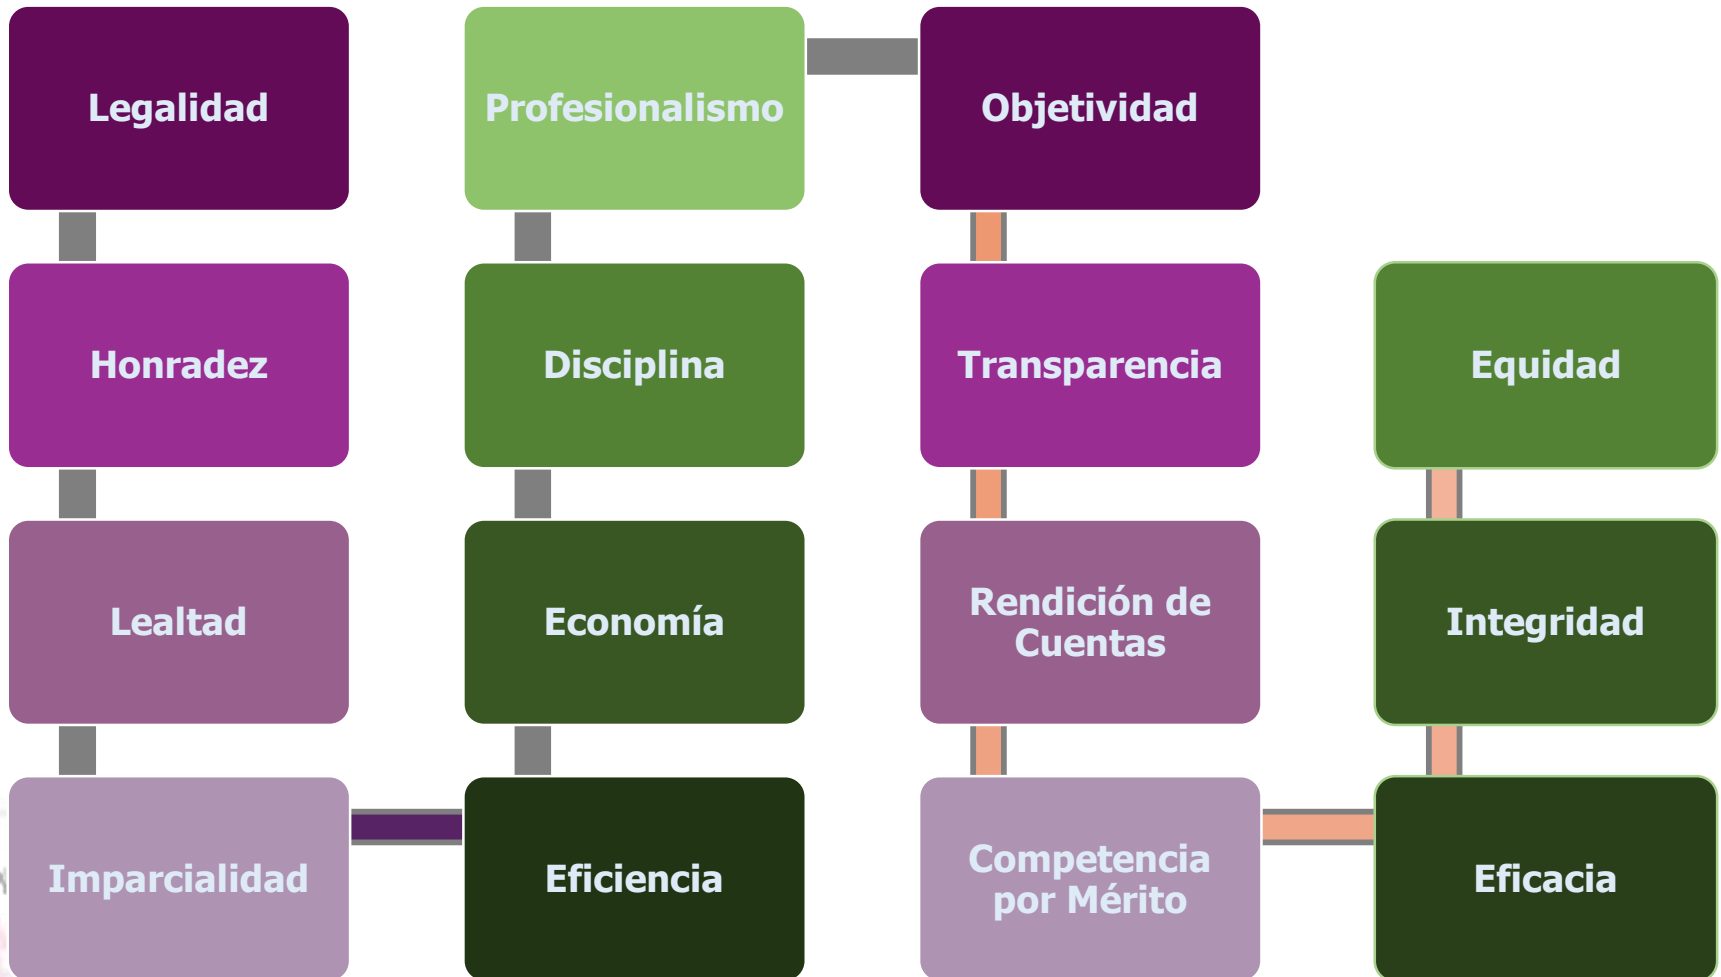 Legalidad
Honradez
Lealtad
Imparcialidad
Eficiencia
Economía
Disciplina
Profesionalismo
Objetividad
Transparencia
Rendición de
Cuentas
Competencia
por Mérito
Eficacia
Integridad
Equidad